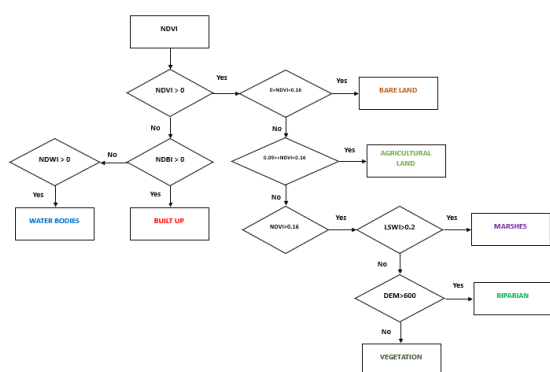 NDVI
Yes
Yes
NDVI > 0
0>NDVI<0.16
BARE LAND
No
No
Yes
NDWI > 0
No
NDBI > 0
0.09><NDVI<0.16
AGRICULTURAL
LAND
Yes
Yes
No
WATER BODIES
BUILT UP
NDVI>0.16
Yes
LSWI>0.2
Yes
MARSHES
No
DEM>600
Yes
RIPARIAN
No
VEGETATION